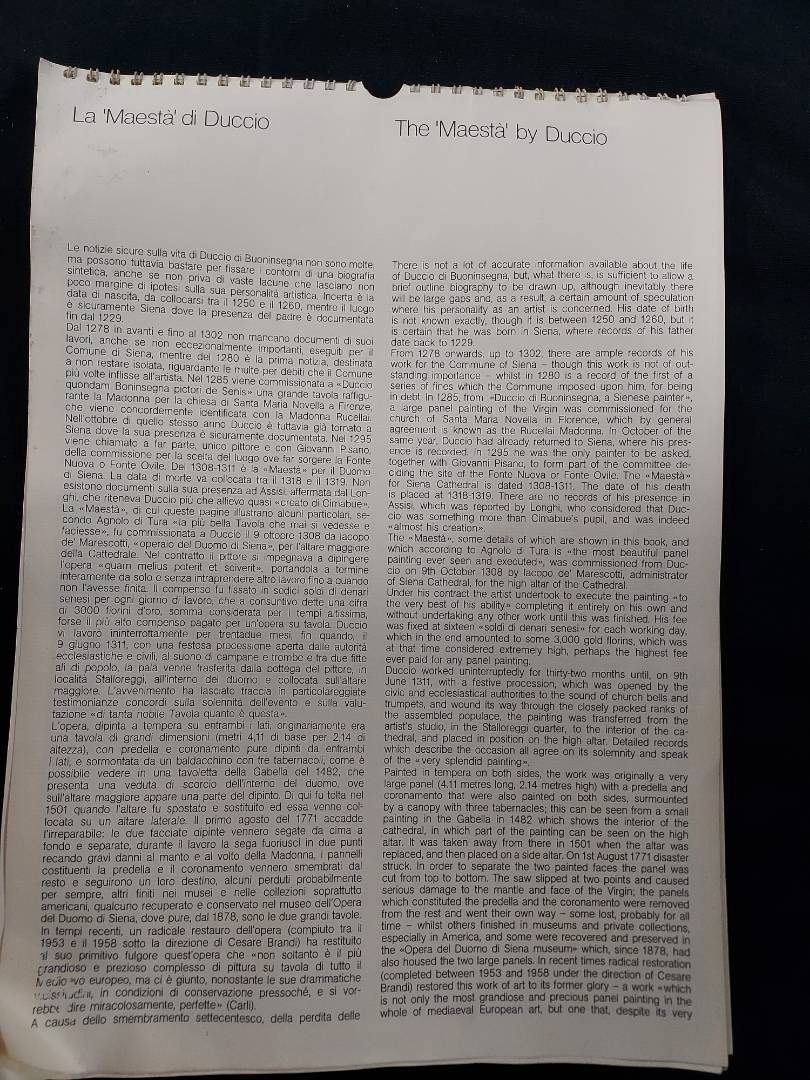 La 'Maestà' di Duccio
Le notizie sicure sulla vita di Duccio di Buoninsegna non sono molte,
ma possono tuttavia bastare per fissare i contorni di una biografia
sintetica, anche se non priva di vaste lacune che lasciano non
poco margine di ipotesi sulla sua personalità artistica. Incerta è la
data di nascita, da collocarsi tra il 1250 e il 1260, mentre il luogo
è sicuramente Siena dove la presenza del padre è documentata
fin dal 1229.
Dal 1278 in avanti e fino al 1302 non mancano documenti di suoi
lavori, anche se non eccezionalmente importanti, eseguiti per il
Comune di Siena, mentre del 1280 è la prima notizia, destinata
a non restare isolata, riguardante le multe per debiti che il Comune
più volte inflisse all'artista. Nel 1285 viene commissionata a «Duccio
quondam Boninsegna pictori de Senis» una grande tavola raffigu-
rante la Madonna per la chiesa di Santa Maria Novella a Firenze,
che viene concordemente identificata con la Madonna Rucellai.
Nell'ottobre di quello stesso anno Duccio è tuttavia già tornato a
Siena dove la sua presenza è sicuramente documentata. Nel 1295
viene chiamato a far parte, unico pittore e con Giovanni Pisano,
della commissione per la scelta del luogo ove far sorgere la Fonte
Nuova o Fonte Ovile. Del 1308-1311 è la «Maestà» per il Duomo
di Siena. La data di morte va collocata tra il 1318 e il 1319. Non
esistono documenti sulla sua presenza ad Assisi, affermata dal Lon-
ghi, che riteneva Duccio più che allievo quasi «creato di Cimabue».
La «Maestà», di cui queste pagine illustrano alcuni particolari, se-
condo Agnolo di Tura «la più bella Tavola che mai si vedesse e
faciesse», fu commissionata a Duccio il 9 ottobre 1308 da Iacopo
de' Marescotti, «operaio del Duomo di Siena», per l'altare maggiore
della Cattedrale. Nel contratto il pittore si impegnava a dipingere
l'opera «quam melius poterit et sciverit», portandola a termine
interamente da solo e senza intraprendere altro lavoro fino a quando
non l'avesse finita. Il compenso fu fissato in sedici soldi di denari
senesi per ogni giorno di lavoro, che a consuntivo dette una cifra
di 3000 fiorini d'oro, somma considerata per i tempi altissima,
forse il più alto compenso pagato per un'opera su tavola. Duccio
vi lavorò ininterrottamente per trentadue mesi, fin quando, il
9 giugno 1311, con una festosa processione aperta dalle autorità
ecclesiastiche e civili, al suono di campane e trombe e tra due fitte
ali di popolo, la pala venne trasferita dalla bottega del pittore, in
località Stalloreggi, all'interno del duomo e collocata sull'altare
maggiore. L'avvenimento ha lasciato traccia in particolareggiate
testimonianze concordi sulla solennità dell'evento e sulla valu-
tazione «di tanta nobile Tavola quanto è questa».
L'opera, dipinta a tempera su entrambi i lati, originariamente era
una tavola di grandi dimensioni (metri 4,11 di base per 2,14 di
altezza), con predella e coronamento pure dipinti da entrambi
i lati, e sormontata da un baldacchino con tre tabernacoli, come è
possibile vedere in una tavoletta della Gabella del 1482, che
presenta una veduta di scorcio dell'interno del duomo, ove
sull'altare maggiore appare una parte del dipinto. Di qui fu tolta nel
1501 quando l'altare fu spostato e sostituito ed essa venne col-
locata su un altare laterale. Il primo agosto del 1771 accadde
l'irreparabile: le due facciate dipinte vennero segate da cima a
fondo e separate, durante il lavoro la sega fuoriuscì in due punti
recando gravi danni al manto e al volto della Madonna, i pannelli
costituenti la predella e il coronamento vennero smembrati dal
resto e seguirono un loro destino, alcuni perduti probabilmente
per sempre, altri finiti nei musei e nelle collezioni soprattutto
americani, qualcuno recuperato e conservato nel museo dell'Opera
del Duomo di Siena, dove pure, dal 1878, sono le due grandi tavole.
In tempi recenti, un radicale restauro dell'opera (compiuto tra il
1953 e il 1958 sotto la direzione di Cesare Brandi) ha restituito
al suo primitivo fulgore quest'opera che «non soltanto è il più
grandioso e prezioso complesso di pittura su tavola di tutto il
Medio evo europeo, ma ci è giunto, nonostante le sue drammatiche
in condizioni di conservazione pressoché, e si vor-
rebbe dire miracolosamente, perfette» (Carli).
A causa dello smembramento settecentesco, della perdita delle
The 'Maestà' by Duccio
There is not a lot of accurate information available about the life
of Duccio di Buoninsegna, but, what there is, is sufficient to allow a
brief outline biography to be drawn up, although inevitably there
will be large gaps and, as a result, a certain amount of speculation
where his personality as an artist is concerned. His date of birth
is not known exactly, though it is between 1250 and 1260, but it
is certain that he was born in Siena, where records of his father
date back to 1229.
From 1278 onwards, up to 1302, there are ample records of his
work for the Commune of Siena – though this work is not of out-
standing importance – whilst in 1280 is a record of the first of a
series of fines which the Commune imposed upon him, for being
in debt. In 1285, from «Duccio di Buoninsegna, a Sienese painter»,
a large panel painting of the Virgin was commissioned for the
church of Santa Maria Novella in Florence, which by general
agreement is known as the Rucellai Madonna. In October of the
same year, Duccio had already returned to Siena, where his pres-
ence is recorded. In 1295 he was the only painter to be asked,
together with Giovanni Pisano, to form part of the committee de-
ciding the site of the Fonte Nuova or Fonte Ovile. The «Maestà»
for Siena Cathedral is dated 1308-1311. The date of his death
is placed at 1318-1319. There are no records of his presence in
Assisi, which was reported by Longhi, who considered that Duc-
cio was something more than Cimabue's pupil, and was indeed
«almost his creation».
The «Maestà», some details of which are shown in this book, and
which according to Agnolo di Tura is «the most beautiful panel
painting ever seen and executed», was commissioned from Duc-
cio on 9th October 1308 by Iacopo de' Marescotti, administrator
of Siena Cathedral, for the high altar of the Cathedral.
Under his contract the artist undertook to execute the painting «to
the very best of his ability» completing it entirely on his own and
without undertaking any other work until this was finished. His fee
was fixed at sixteen «soldi di denari senesi» for each working day,
which in the end amounted to some 3,000 gold florins, which was
at that time considered extremely high, perhaps the highest fee
ever paid for any panel painting.
Duccio worked uninterruptedly for thirty-two months until, on 9th
June 1311, with a festive procession, which was opened by the
civic and ecclesiastical authorities to the sound of church bells and
trumpets, and wound its way through the closely packed ranks of
the assembled populace, the painting was transferred from the
artist's studio, in the Stalloreggi quarter, to the interior of the ca-
thedral, and placed in position on the high altar. Detailed records
which describe the occasion all agree on its solemnity and speak
of the «very splendid painting».
Painted in tempera on both sides, the work was originally a very
large panel (4.11 metres long, 2.14 metres high) with a predella and
coronamento that were also painted on both sides, surmounted
by a canopy with three tabernacles; this can be seen from a small
painting in the Gabella in 1482 which shows the interior of the
cathedral, in which part of the painting can be seen on the high
altar. It was taken away from there in 1501 when the altar was
replaced, and then placed on a side altar. On 1st August 1771 disaster
struck. In order to separate the two painted faces the panel was
cut from top to bottom. The saw slipped at two points and caused
serious damage to the mantle and face of the Virgin; the panels
which constituted the predella and the coronamento were removed
from the rest and went their own way – some lost, probably for all
time – whilst others finished in museums and private collections,
especially in America, and some were recovered and preserved in
the «Opera del Duomo di Siena museum» which, since 1878, had
also housed the two large panels. In recent times radical restoration
(completed between 1953 and 1958 under the direction of Cesare
Brandi) restored this work of art to its former glory – a work «which
is not only the most grandiose and precious panel painting in the
whole of mediaeval European art, but one that, despite its very